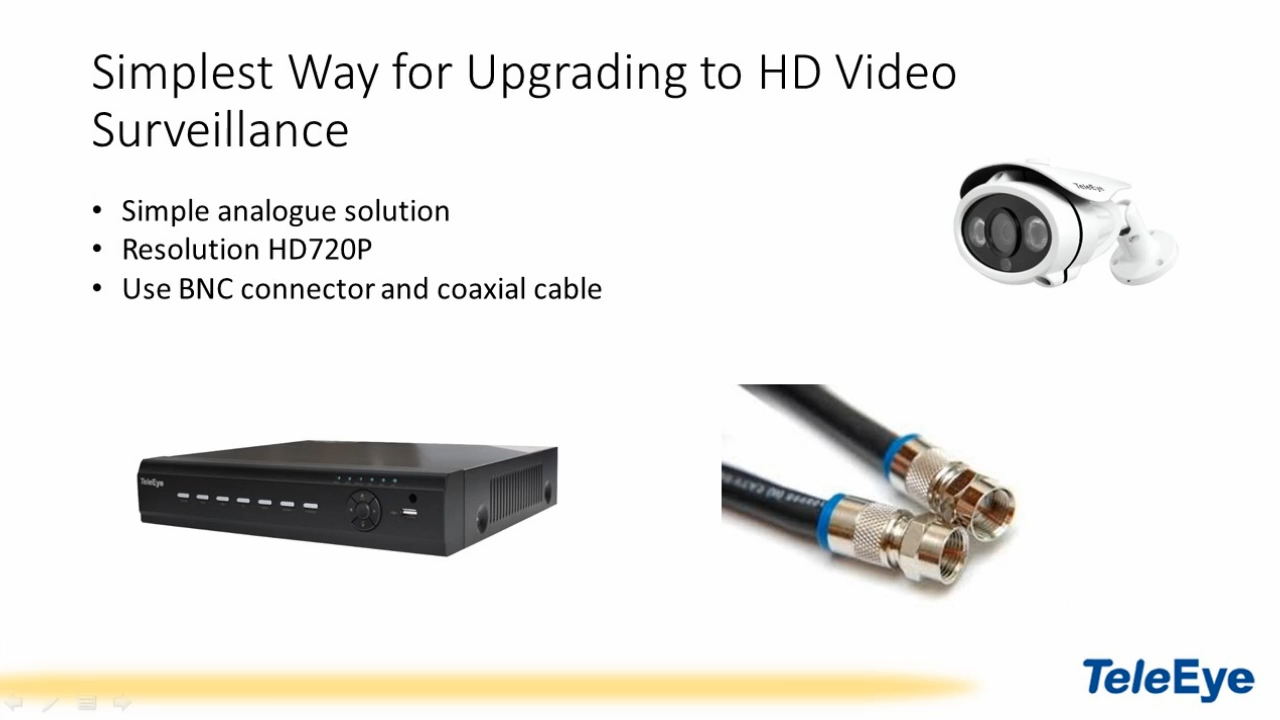 Simplest Way for Upgrading to HD Video
Surveillance
• Simple analogue solution
• Resolution HD720P
• Use BNC connector and coaxial cable
TeleEye
TeleEye
TeleEye